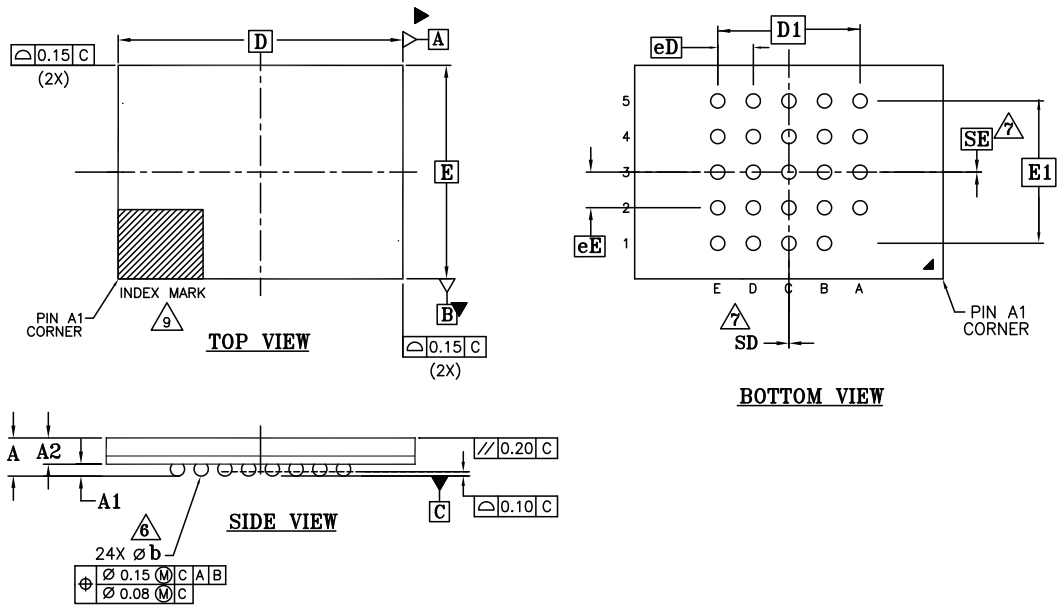 D
A
0.15 C
(2X)
E
INDEX MARK
9
PIN A1
CORNER
B
0.15 C
(2X)
TOP VIEW
D1
eD
5
4
3
2
1
SE
7
E1
eE
E D C B A
7
SD
PIN A1
CORNER
BOTTOM VIEW
A
A2
A1
// 0.20 C
C
0.10 C
SIDE VIEW
6
24X Ø b
⌖ Ø 0.15 Ⓜ C A B
Ø 0.08 Ⓜ C